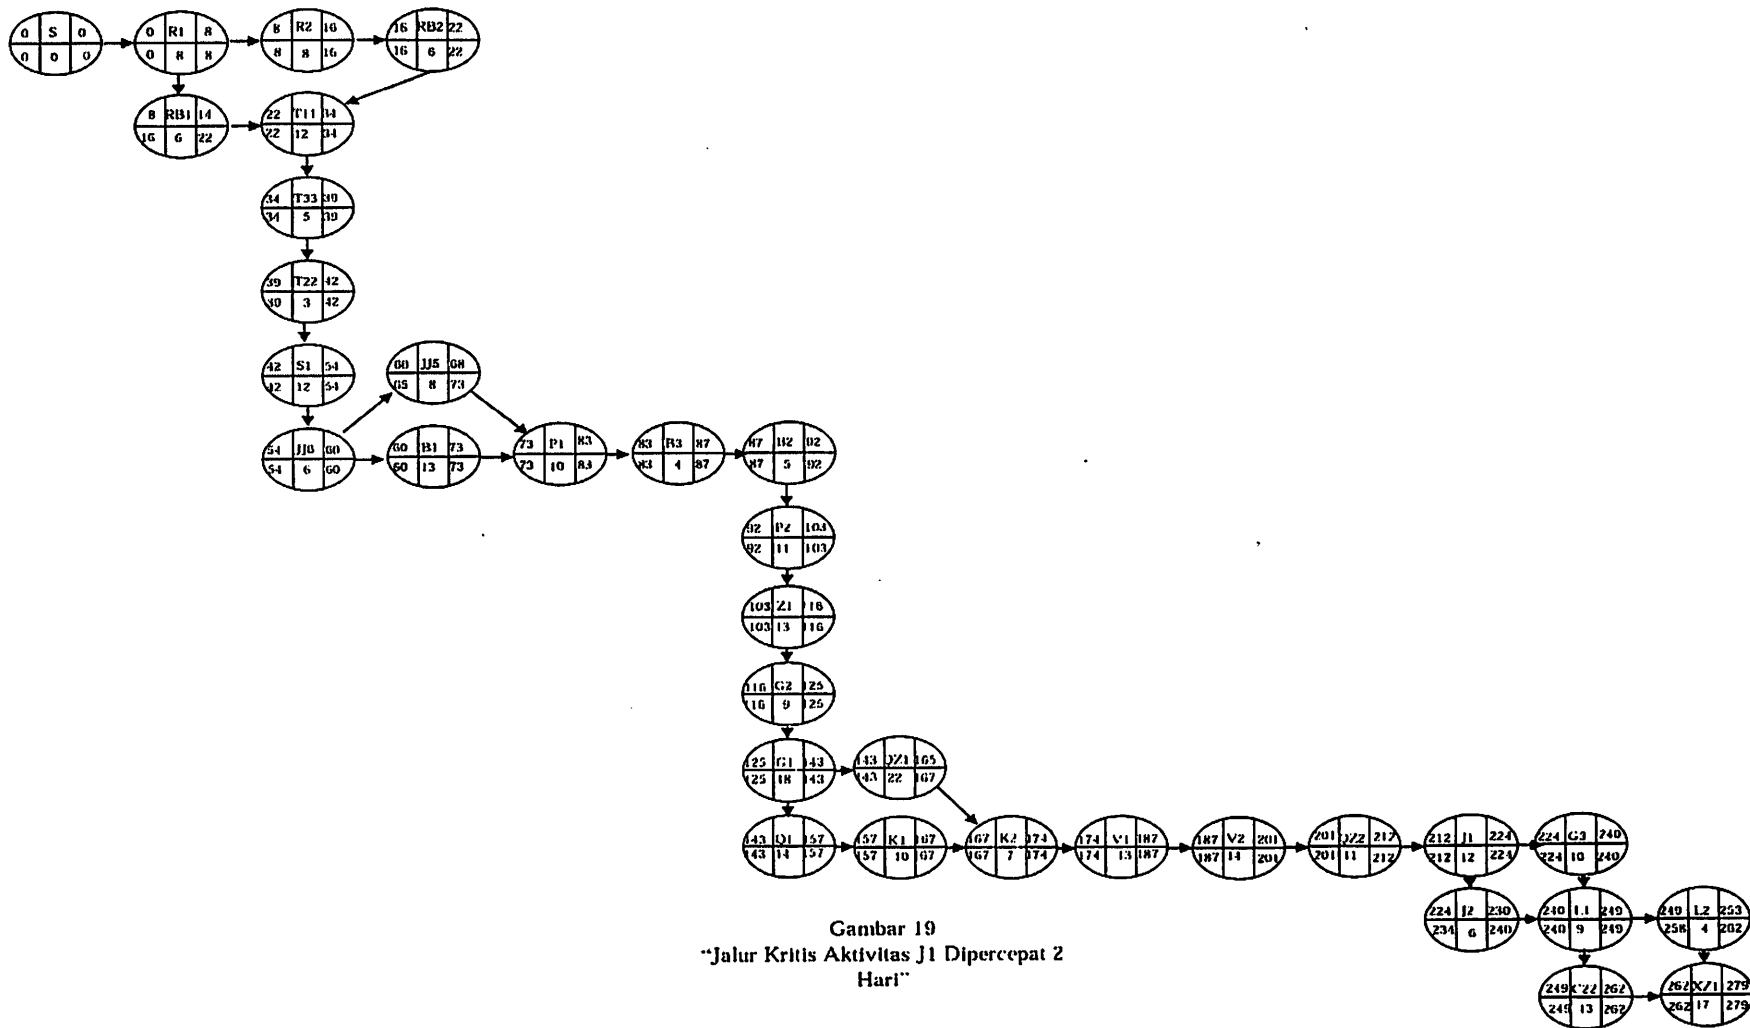 0 S 0
0 0 0
0 R1 8
0 8 8
8 R2 16
8 8 16
16 RB2 22
16 6 22
8 RB1 14
16 6 22
22 T11 34
22 12 34
34 T33 39
34 5 39
39 T22 42
39 3 42
42 S1 54
42 12 54
60 JJ5 68
65 8 73
54 JJ6 60
54 6 60
60 B1 73
60 13 73
73 P1 83
73 10 83
83 B3 87
83 4 87
87 B2 92
87 5 92
92 P2 103
92 11 103
103 Z1 116
103 13 116
116 G2 125
116 9 125
125 G1 143
125 18 143
143 QZ1 165
143 22 167
143 Q1 157
143 14 157
157 K1 167
157 10 167
167 K2 174
167 7 174
174 V1 187
174 13 187
187 V2 201
187 14 201
201 QZ2 212
201 11 212
212 J1 224
212 12 224
224 G3 240
224 240
224 J2 230
234 6 240
240 L1 249
240 9 249
249 L2 253
258 4 262
249 262
249 13 262
262 XZ1 279
262 17 279
Gambar 19
"Jalur Kritis Aktivitas J1 Dipercepat 2
Hari"